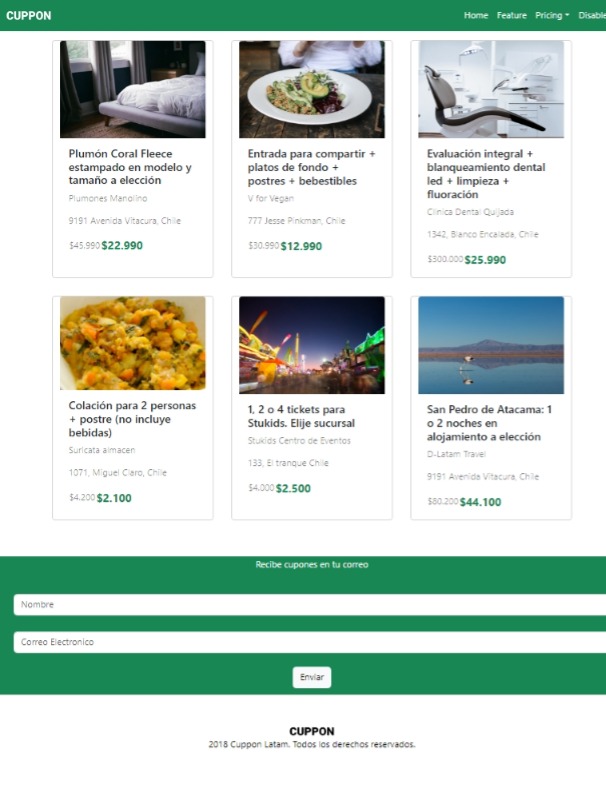 CUPPON
Home Feature Pricing Disable
Plumón Coral Fleece
estampado en modelo y
tamaño a elección
Plumones Manolino
9191 Avenida Vitacura, Chile
$45.990 $22.990
Entrada para compartir +
platos de fondo +
postres + bebestibles
V for Vegan
777 Jesse Pinkman, Chile
$30.990 $12.990
Evaluación integral +
blanqueamiento dental
led + limpieza +
fluoración
Clinica Dental Quijada
1342, Blanco Encalada, Chile
$300.000 $25.990
Colación para 2 personas
+ postre (no incluye
bebidas)
Suricata almacen
1071, Miguel Claro, Chile
$4.200 $2.100
1, 2 o 4 tickets para
Stukids. Elije sucursal
Stukids Centro de Eventos
133, El tranque Chile
$4.000 $2.500
San Pedro de Atacama: 1
o 2 noches en
alojamiento a elección
D-Latam Travel
9191 Avenida Vitacura, Chile
$80.200 $44.100
Recibe cupones en tu correo
Nombre
Correo Electronico
Enviar
CUPPON
2018 Cuppon Latam. Todos los derechos reservados.